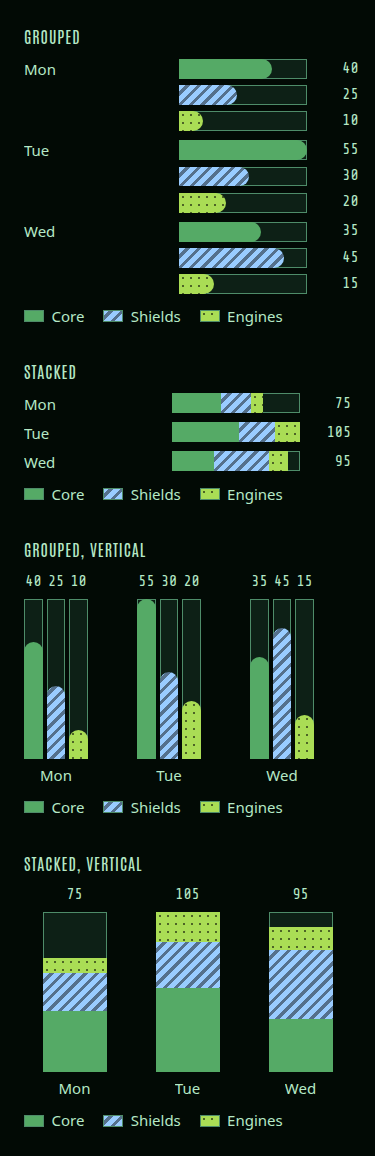 GROUPED
Mon 40
25
10
Tue 55
30
20
Wed 35
45
15
Core Shields Engines
STACKED
Mon 75
Tue 105
Wed 95
Core Shields Engines
GROUPED, VERTICAL
40 25 10 55 30 20 35 45 15
Mon Tue Wed
Core Shields Engines
STACKED, VERTICAL
75 105 95
Mon Tue Wed
Core Shields Engines